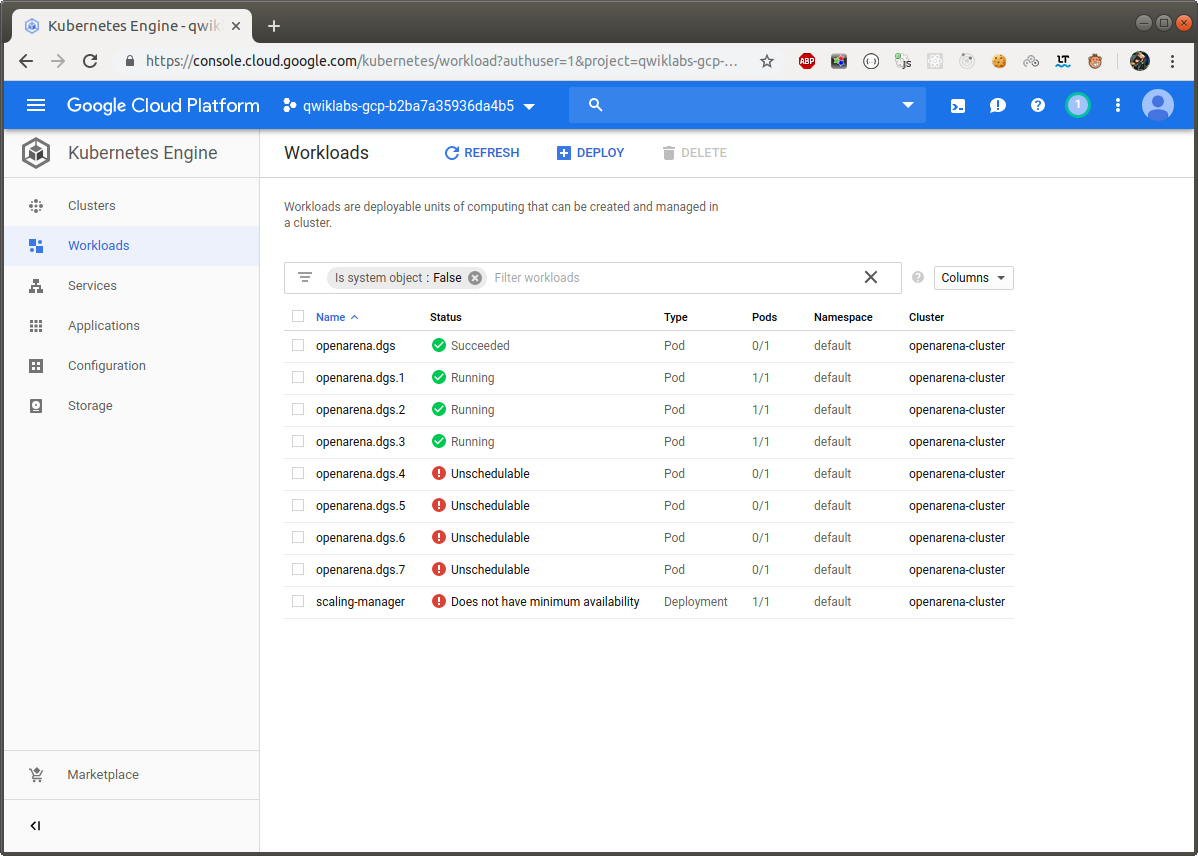 Kubernetes Engine - qwik
https://console.cloud.google.com/kubernetes/workload?authuser=1&project=qwiklabs-gcp-...
ABP
js
LT
Google Cloud Platform
qwiklabs-gcp-b2ba7a35936da4b5
1
Kubernetes Engine
Workloads
REFRESH
DEPLOY
DELETE
Clusters
Workloads
Services
Applications
Configuration
Storage
Marketplace
Workloads are deployable units of computing that can be created and managed in
a cluster.
Is system object : False
Filter workloads
Columns
Name Status Type Pods Namespace Cluster
openarena.dgs Succeeded Pod 0/1 default openarena-cluster
openarena.dgs.1 Running Pod 1/1 default openarena-cluster
openarena.dgs.2 Running Pod 1/1 default openarena-cluster
openarena.dgs.3 Running Pod 1/1 default openarena-cluster
openarena.dgs.4 Unschedulable Pod 0/1 default openarena-cluster
openarena.dgs.5 Unschedulable Pod 0/1 default openarena-cluster
openarena.dgs.6 Unschedulable Pod 0/1 default openarena-cluster
openarena.dgs.7 Unschedulable Pod 0/1 default openarena-cluster
scaling-manager Does not have minimum availability Deployment 1/1 default openarena-cluster